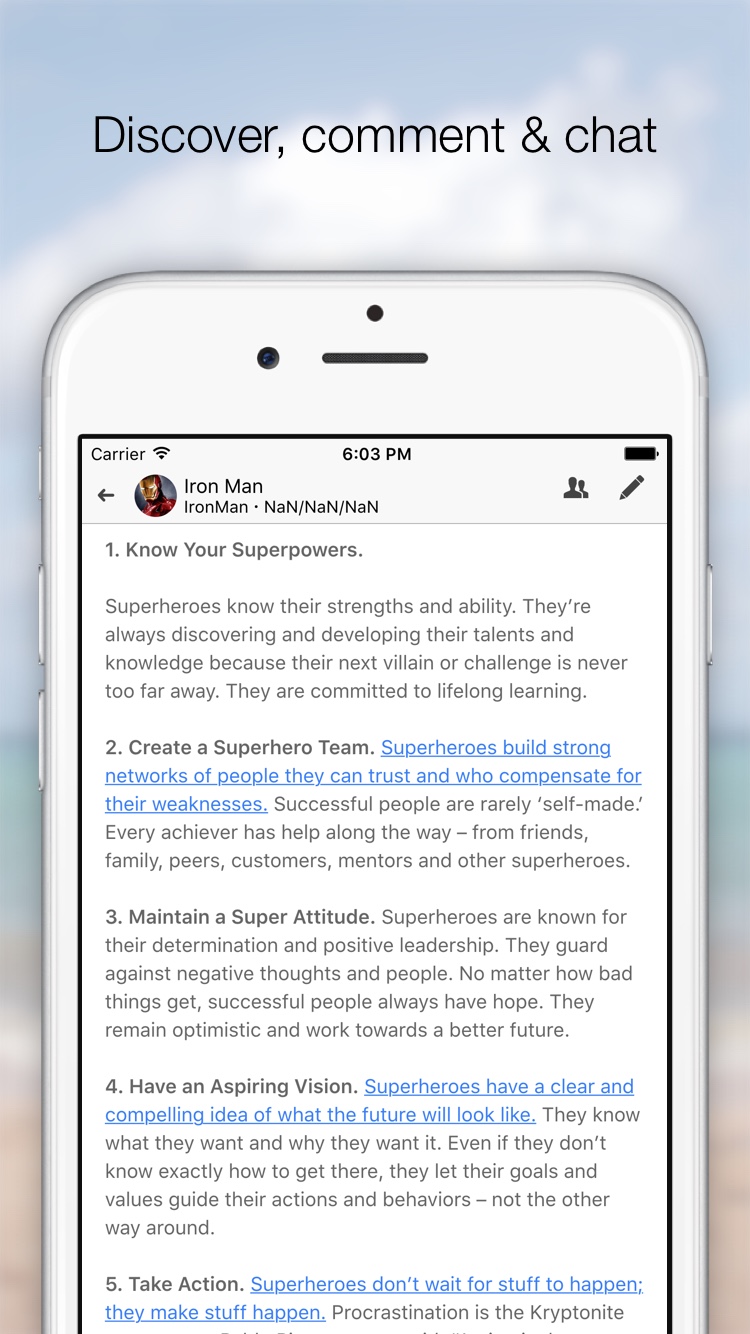 Discover, comment & chat
Carrier 6:03 PM
Iron Man
IronMan · NaN/NaN/NaN
1. Know Your Superpowers.
Superheroes know their strengths and ability. They’re
always discovering and developing their talents and
knowledge because their next villain or challenge is never
too far away. They are committed to lifelong learning.
2. Create a Superhero Team. Superheroes build strong
networks of people they can trust and who compensate for
their weaknesses. Successful people are rarely ‘self-made.’
Every achiever has help along the way – from friends,
family, peers, customers, mentors and other superheroes.
3. Maintain a Super Attitude. Superheroes are known for
their determination and positive leadership. They guard
against negative thoughts and people. No matter how bad
things get, successful people always have hope. They
remain optimistic and work towards a better future.
4. Have an Aspiring Vision. Superheroes have a clear and
compelling idea of what the future will look like. They know
what they want and why they want it. Even if they don’t
know exactly how to get there, they let their goals and
values guide their actions and behaviors – not the other
way around.
5. Take Action. Superheroes don’t wait for stuff to happen;
they make stuff happen. Procrastination is the Kryptonite